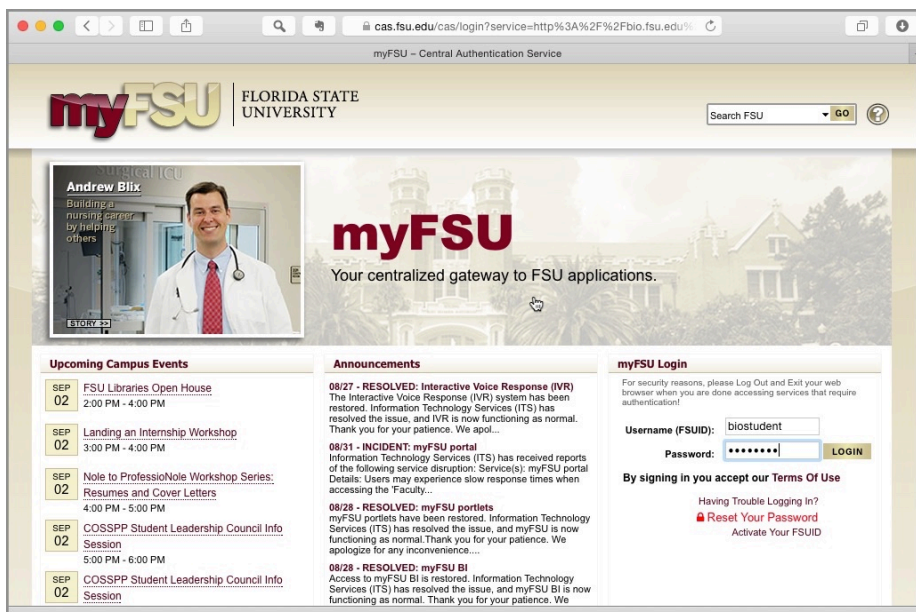 cas.fsu.edu/cas/login?service=http%3A%2F%2Fbio.fsu.edu%
myFSU – Central Authentication Service
myFSU
FLORIDA STATE
UNIVERSITY
Search FSU
GO
?
Surgical ICU
Andrew Blix
Building a
nursing career
by helping
others
STORY >>
myFSU
Your centralized gateway to FSU applications.
Upcoming Campus Events
SEP
02
FSU Libraries Open House
2:00 PM - 4:00 PM
SEP
02
Landing an Internship Workshop
3:00 PM - 4:00 PM
SEP
02
Nole to ProfessioNole Workshop Series:
Resumes and Cover Letters
4:00 PM - 5:00 PM
SEP
02
COSSPP Student Leadership Council Info
Session
5:00 PM - 6:00 PM
SEP
02
COSSPP Student Leadership Council Info
Session
Announcements
08/27 - RESOLVED: Interactive Voice Response (IVR)
The Interactive Voice Response (IVR) system has been
restored. Information Technology Services (ITS) has
resolved the issue, and IVR is now functioning as normal.
Thank you for your patience. We apol...
08/31 - INCIDENT: myFSU portal
Information Technology Services (ITS) has received reports
of the following service disruption: Service(s): myFSU portal
Details: Users may experience slow response times when
accessing the 'Faculty...
08/28 - RESOLVED: myFSU portlets
myFSU portlets have been restored. Information Technology
Services (ITS) has resolved the issue, and myFSU is now
functioning as normal.Thank you for your patience. We
apologize for any inconvenience....
08/28 - RESOLVED: myFSU BI
Access to myFSU BI is restored. Information Technology
Services (ITS) has resolved the issue, and myFSU BI is now
functioning as normal. Thank you for your patience. We
myFSU Login
For security reasons, please Log Out and Exit your web
browser when you are done accessing services that require
authentication!
Username (FSUID): biostudent
Password: ••••••••
LOGIN
By signing in you accept our Terms Of Use
Having Trouble Logging In?
Reset Your Password
Activate Your FSUID